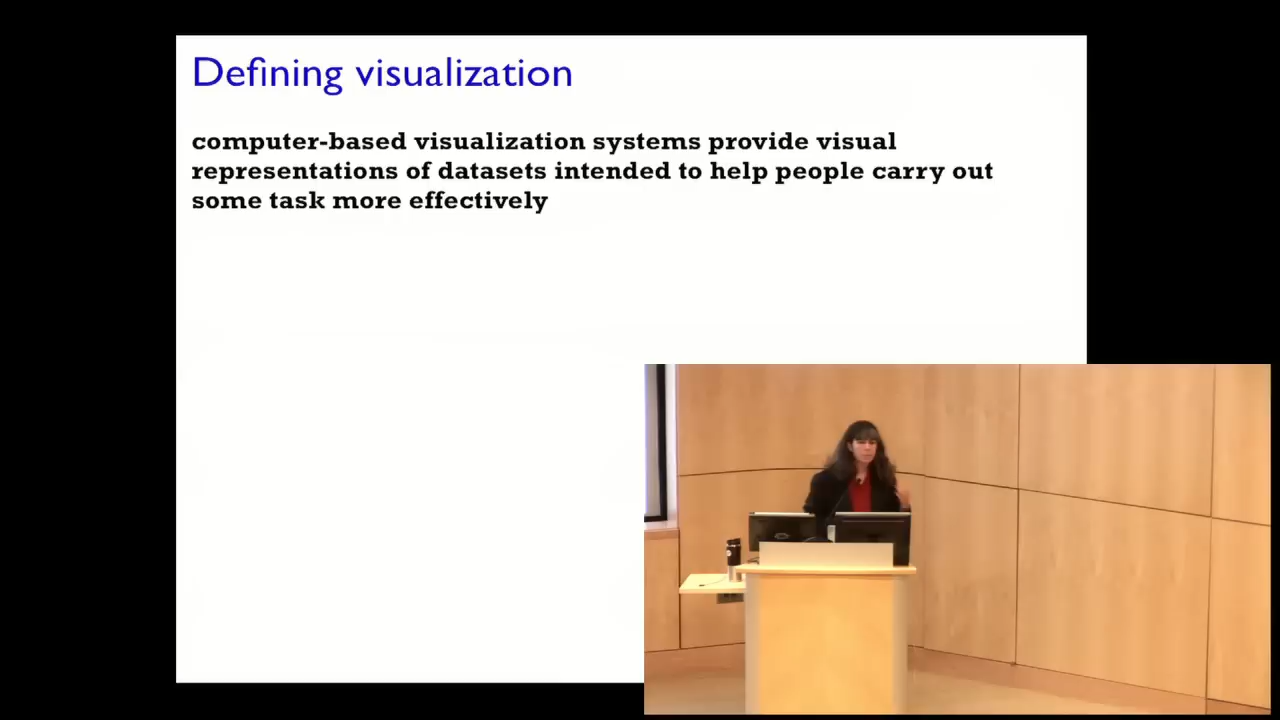 Defining visualization
computer-based visualization systems provide visual
representations of datasets intended to help people carry out
some task more effectively